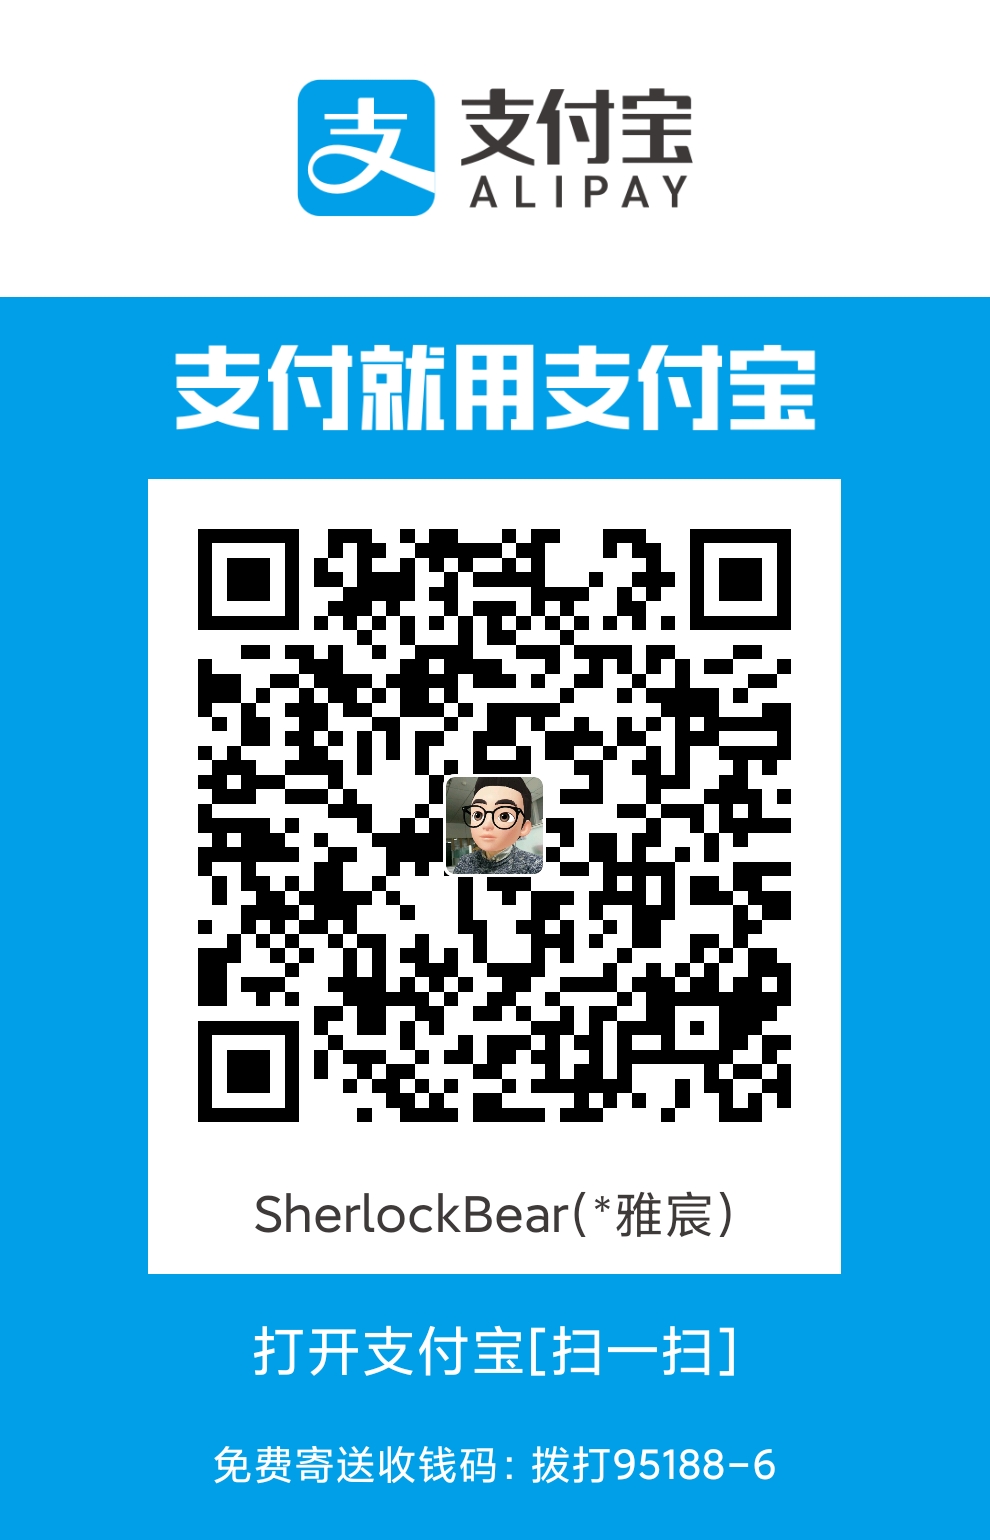 支
支付宝
ALIPAY
支付就用支付宝
SherlockBear(*雅宸)
打开支付宝[扫一扫]
免费寄送收钱码：拨打95188-6